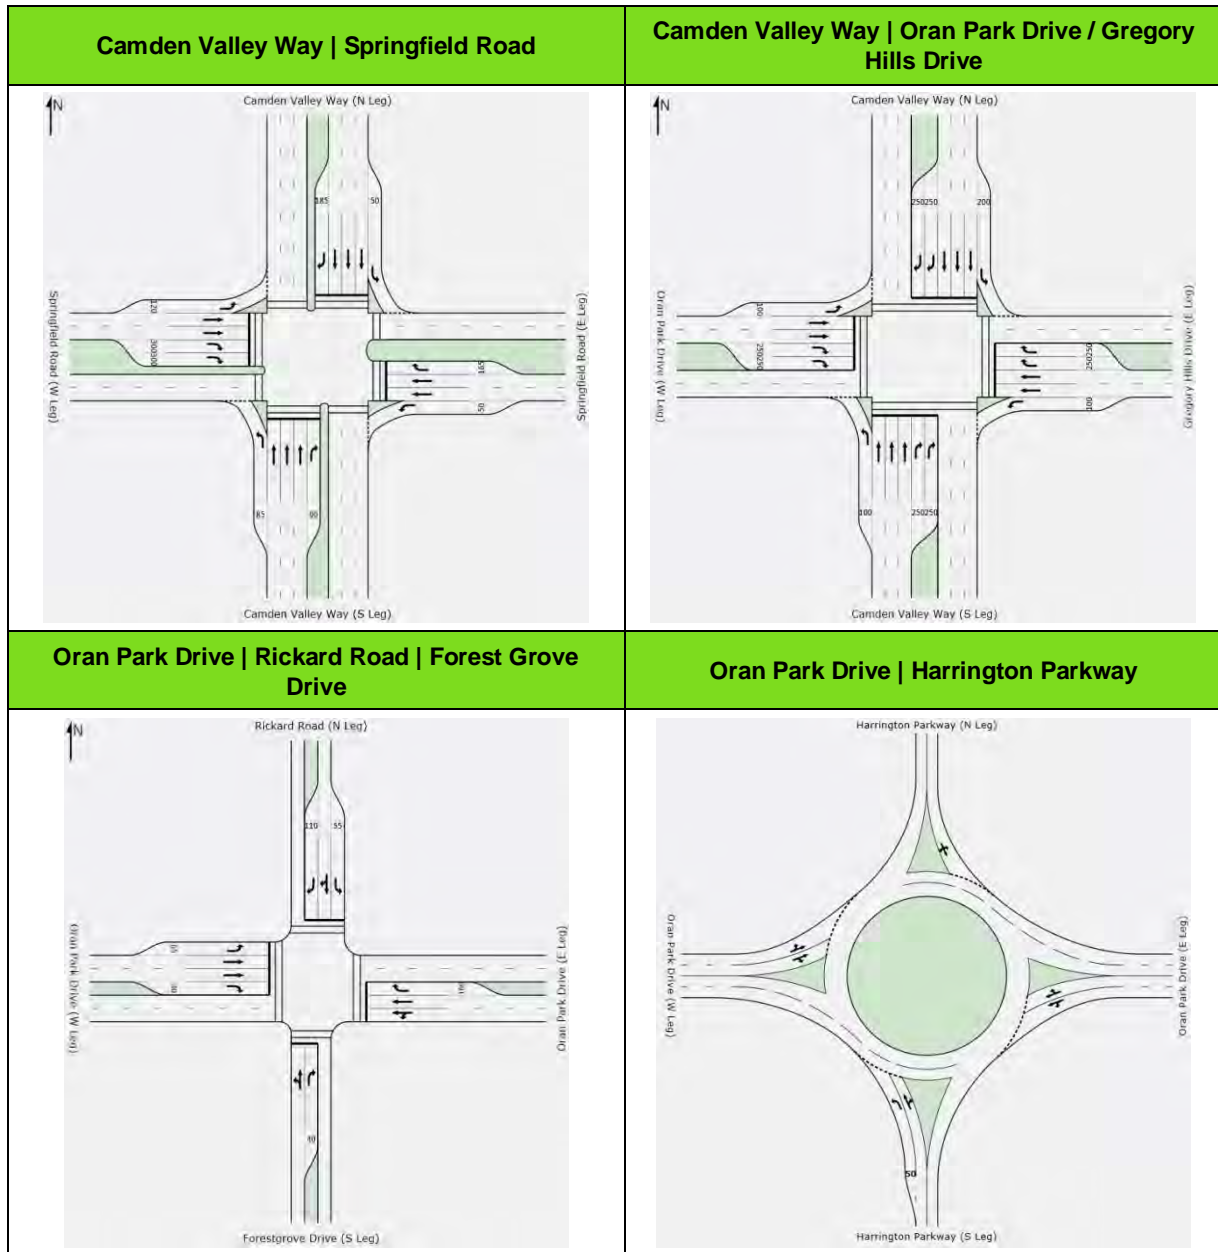 Camden Valley Way | Springfield Road
Camden Valley Way | Oran Park Drive / Gregory
Hills Drive
Camden Valley Way (N Leg)
N
185
50
Springfield Road (W Leg)
120
300300
Springfield Road (E Leg)
165
50
85
90
Camden Valley Way (S Leg)
Camden Valley Way (N Leg)
N
250250
200
Oran Park Drive (W Leg)
100
250250
Gregory Hills Drive (E Leg)
250250
100
100
250250
Camden Valley Way (S Leg)
Oran Park Drive | Rickard Road | Forest Grove
Drive
Oran Park Drive | Harrington Parkway
Rickard Road (N Leg)
N
110
55
Oran Park Drive (W Leg)
Oran Park Drive (E Leg)
100
Forestgrove Drive (S Leg)
Harrington Parkway (N Leg)
Oran Park Drive (W Leg)
Oran Park Drive (E Leg)
50
Harrington Parkway (S Leg)